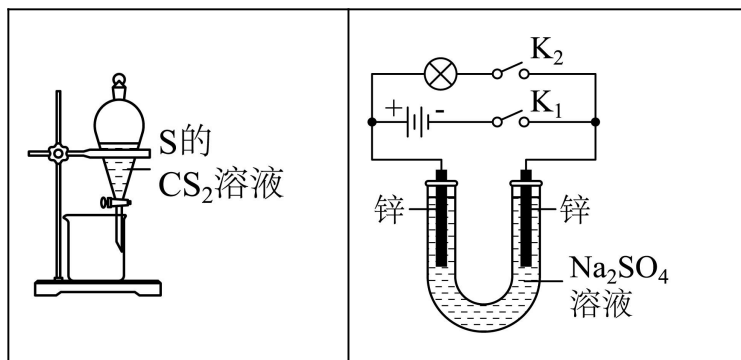 S的
CS₂溶液
K₂
+ - K₁
锌 锌
Na₂SO₄
溶液